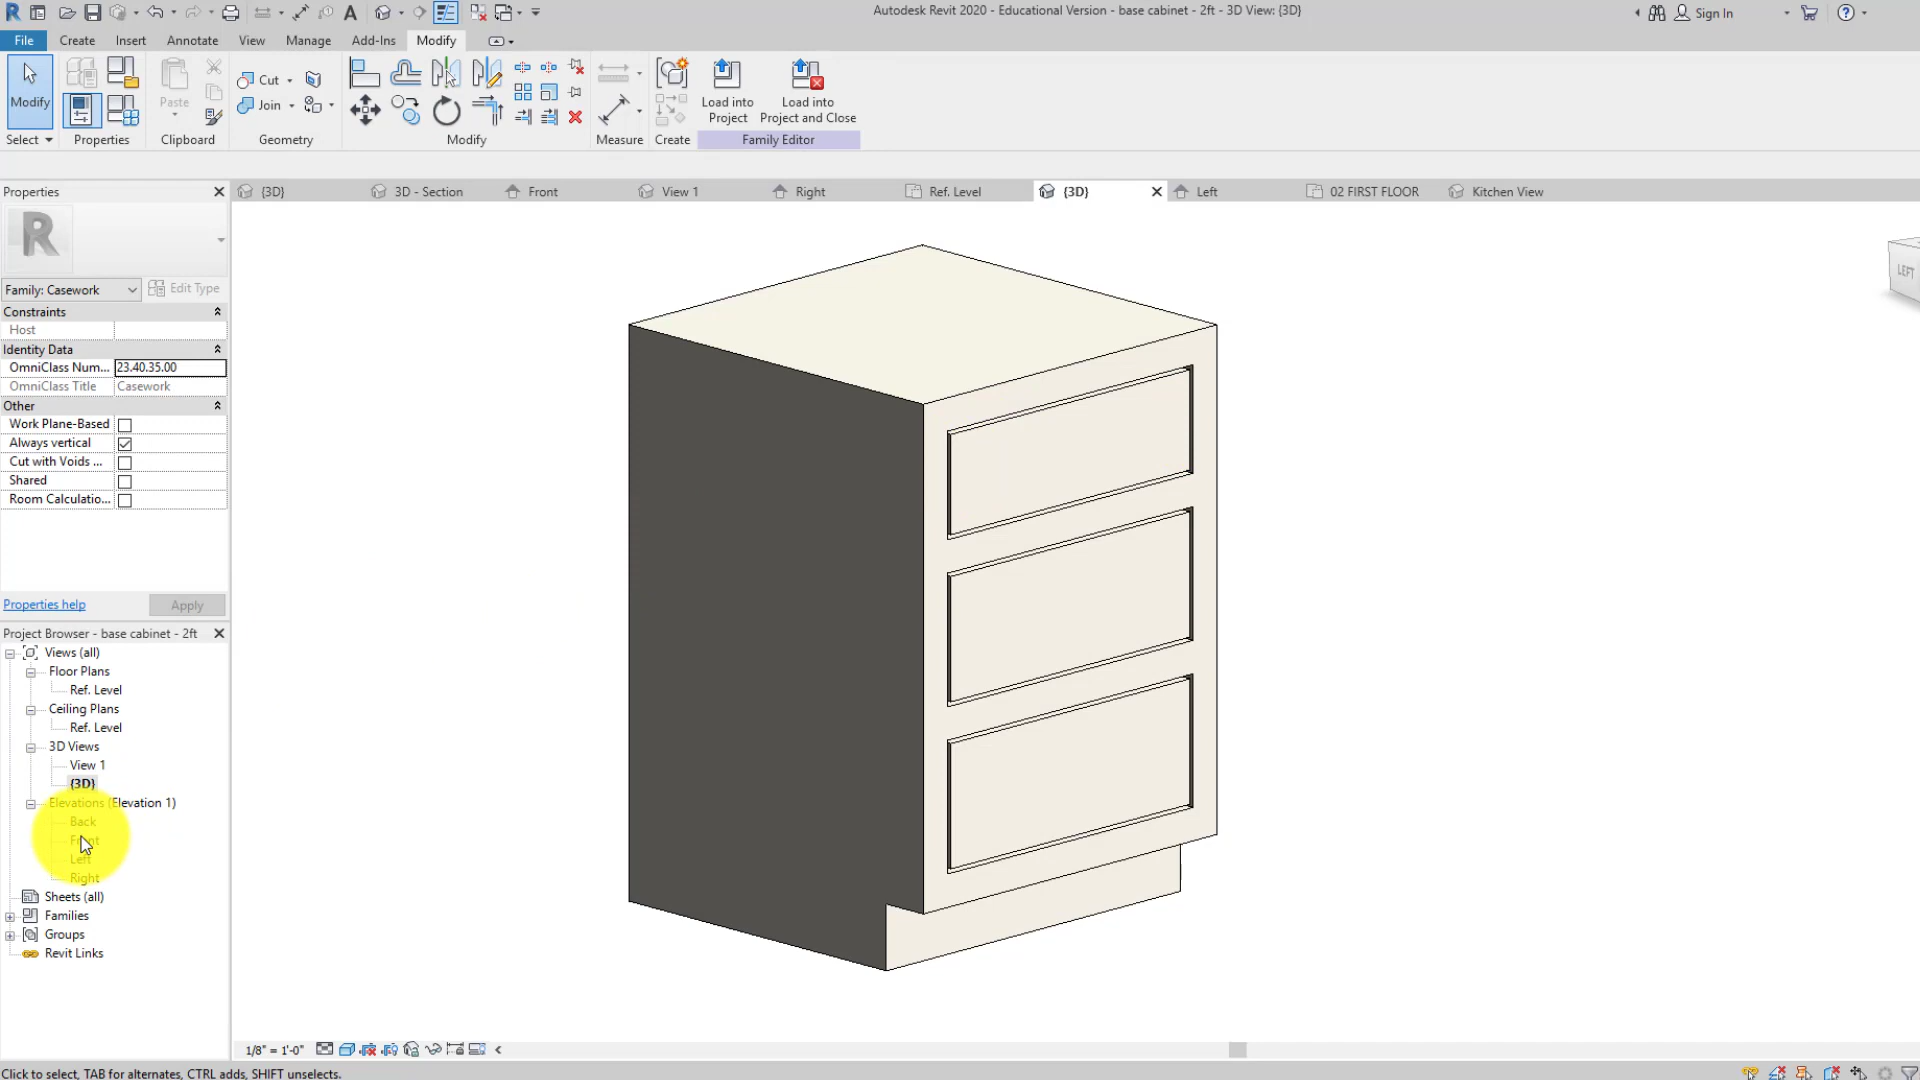 Autodesk Revit 2020 - Educational Version - base cabinet - 2ft - 3D View: {3D}
Sign In
File Create Insert Annotate View Manage Add-Ins Modify
Modify
Paste
Cut
Join
Load into Project
Load into Project and Close
Select Properties Clipboard Geometry Modify Measure Create Family Editor
Properties
{3D} 3D - Section Front View 1 Right Ref. Level {3D} Left 02 FIRST FLOOR Kitchen View
LEFT
Family: Casework Edit Type
Constraints
Host
Identity Data
OmniClass Num... 23.40.35.00
OmniClass Title Casework
Other
Work Plane-Based
Always vertical
Cut with Voids ...
Shared
Room Calculatio...
Properties help Apply
Project Browser - base cabinet - 2ft
Views (all)
Floor Plans
Ref. Level
Ceiling Plans
Ref. Level
3D Views
View 1
{3D}
Elevations (Elevation 1)
Back
Front
Left
Right
Sheets (all)
Families
Groups
Revit Links
1/8" = 1'-0"
Click to select, TAB for alternates, CTRL adds, SHIFT unselects.